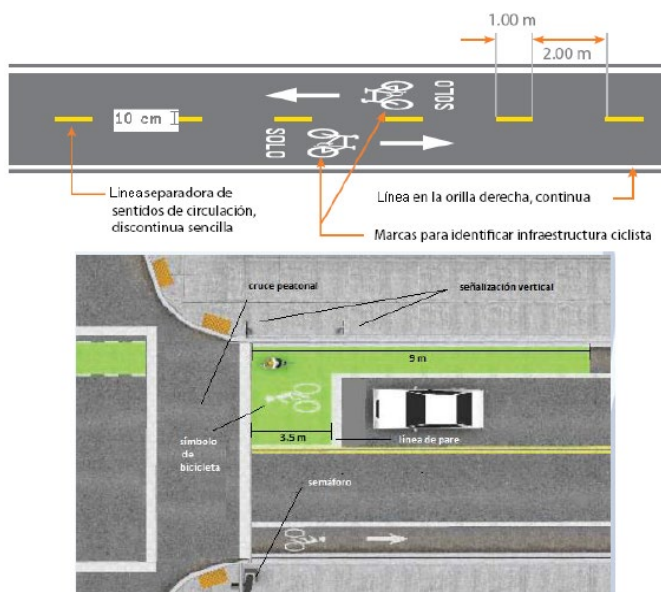 1.00 m
2.00 m
SOLO
10 cm
SOLO
Linea separadora de
sentidos de circulación,
discontinua sencilla
Línea en la orilla derecha, continua
Marcas para identificar infraestructura ciclista
cruce peatonal
señalización vertical
9 m
símbolo
de
bicicleta
3.5 m
línea de pare
semáforo